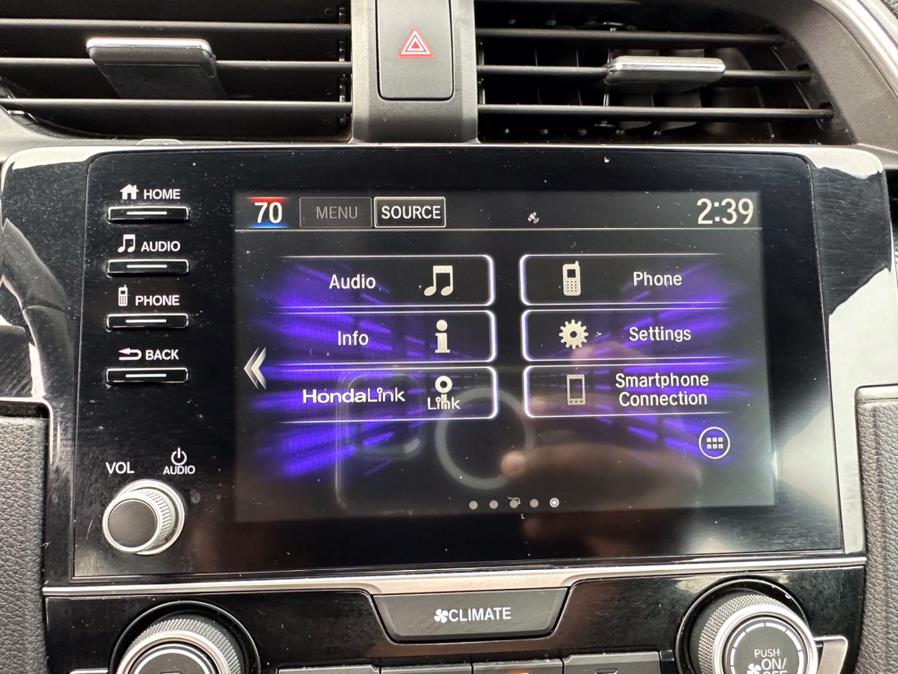 HOME
AUDIO
PHONE
BACK
VOL
AUDIO
70 MENU SOURCE 2:39
Audio
Phone
Info
Settings
HondaLink Link
Smartphone
Connection
CLIMATE
PUSH
ON/
OFF